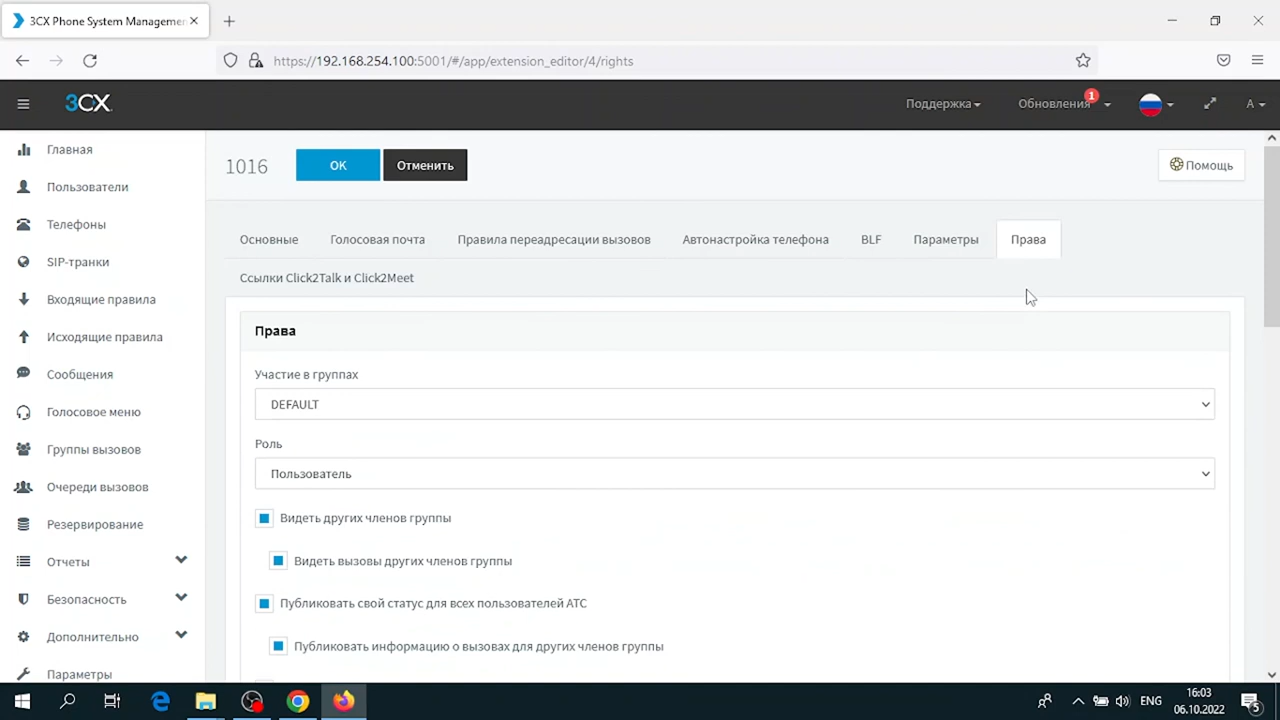 3CX Phone System Managemen
https://192.168.254.100:5001/#/app/extension_editor/4/rights
3CX
Поддержка
Обновления
1
A
Главная
Пользователи
Телефоны
SIP-транки
Входящие правила
Исходящие правила
Сообщения
Голосовое меню
Группы вызовов
Очереди вызовов
Резервирование
Отчеты
Безопасность
Дополнительно
Параметры
1016
OK
Отменить
Помощь
Основные
Голосовая почта
Правила переадресации вызовов
Автонастройка телефона
BLF
Параметры
Права
Ссылки Click2Talk и Click2Meet
Права
Участие в группах
DEFAULT
Роль
Пользователь
Видеть других членов группы
Видеть вызовы других членов группы
Публиковать свой статус для всех пользователей АТС
Публиковать информацию о вызовах для других членов группы
ENG
16:03
06.10.2022
5